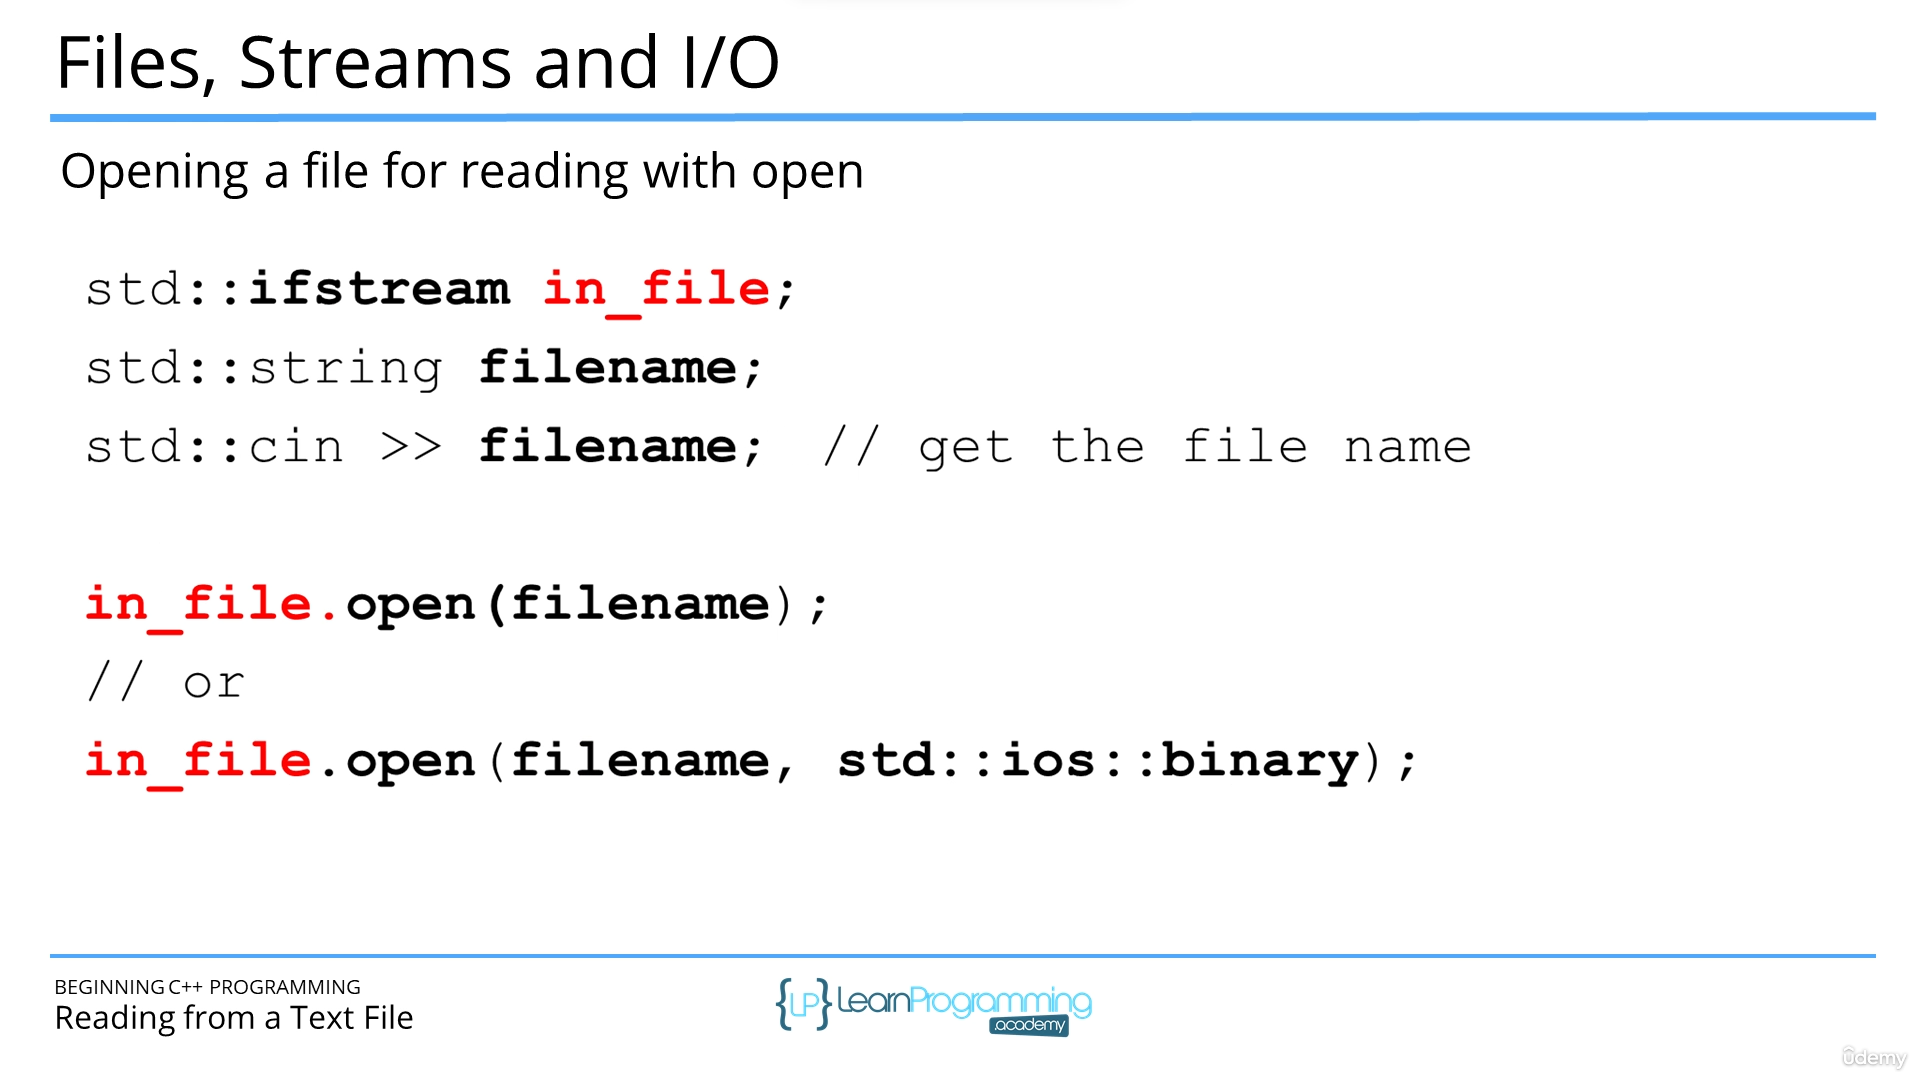 Files, Streams and I/O
Opening a file for reading with open
std::ifstream in_file;
std::string filename;
std::cin >> filename; // get the file name
in_file.open(filename);
// or
in_file.open(filename, std::ios::binary);
BEGINNING C++ PROGRAMMING
Reading from a Text File
{LP} LearnProgramming
.academy
ûdemy